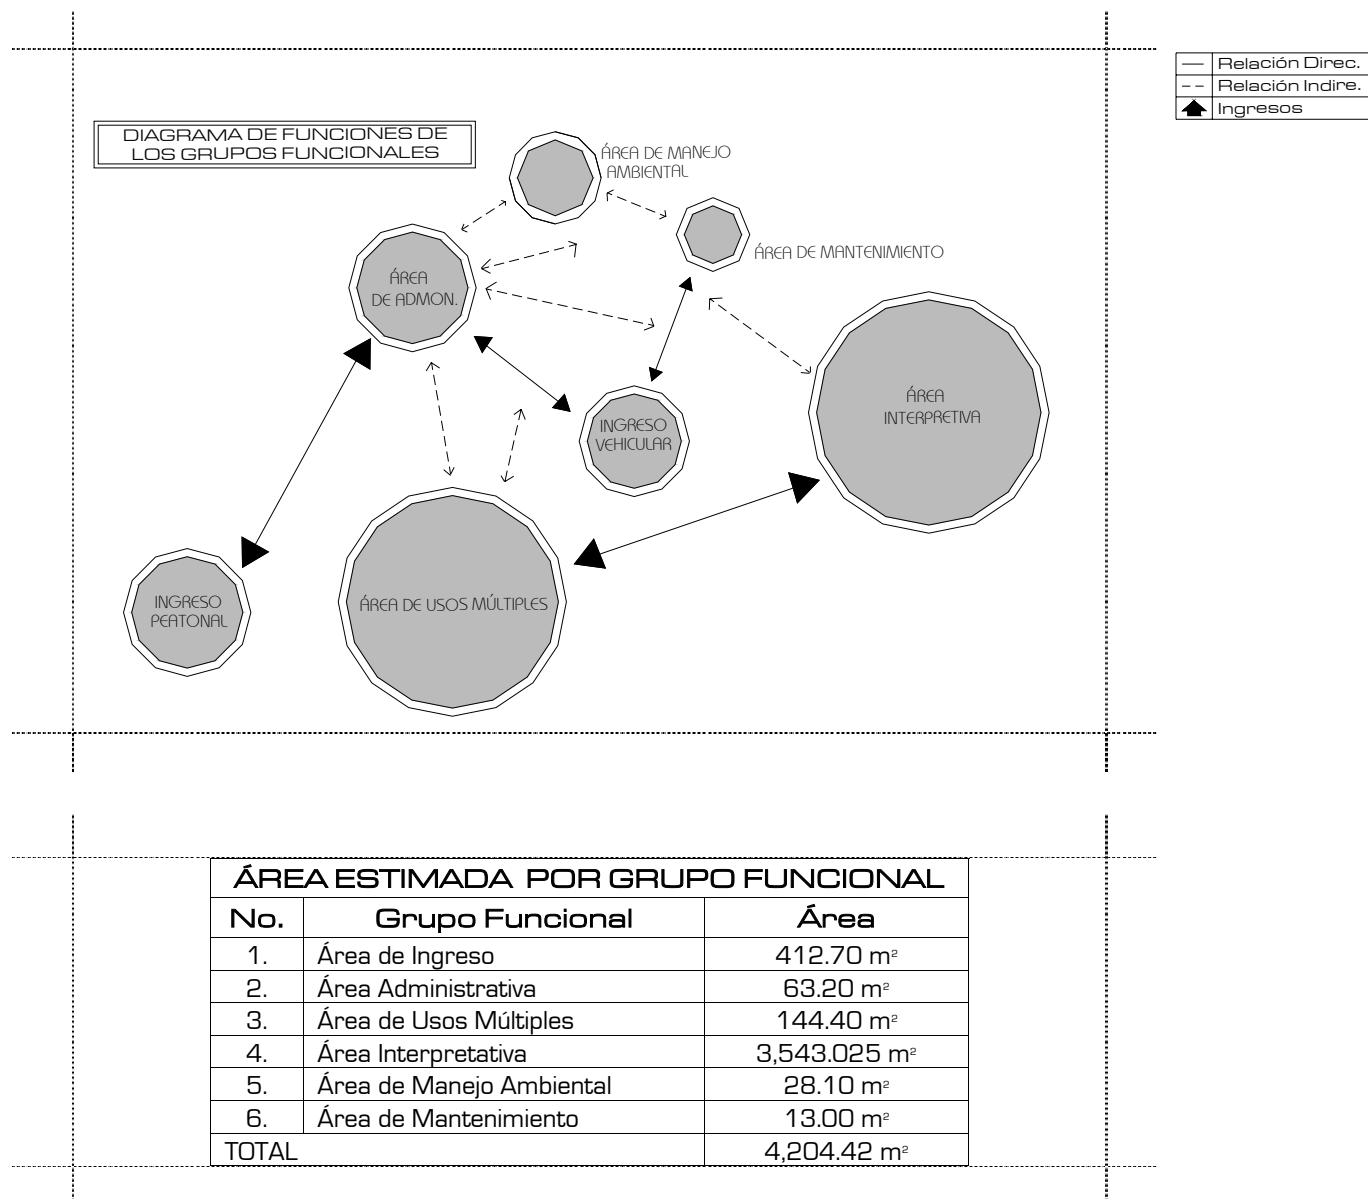 Relación Direc.
Relación Indire.
Ingresos
DIAGRAMA DE FUNCIONES DE
LOS GRUPOS FUNCIONALES
ÁREA DE MANEJO
AMBIENTAL
ÁREA DE MANTENIMIENTO
ÁREA
DE ADMON.
ÁREA
INTERPRETIVA
INGRESO
VEHICULAR
INGRESO
PEATONAL
ÁREA DE USOS MÚLTIPLES
ÁREA ESTIMADA POR GRUPO FUNCIONAL
No. Grupo Funcional Área
1. Área de Ingreso 412.70 m²
2. Área Administrativa 63.20 m²
3. Área de Usos Múltiples 144.40 m²
4. Área Interpretativa 3,543.025 m²
5. Área de Manejo Ambiental 28.10 m²
6. Área de Mantenimiento 13.00 m²
TOTAL 4,204.42 m²